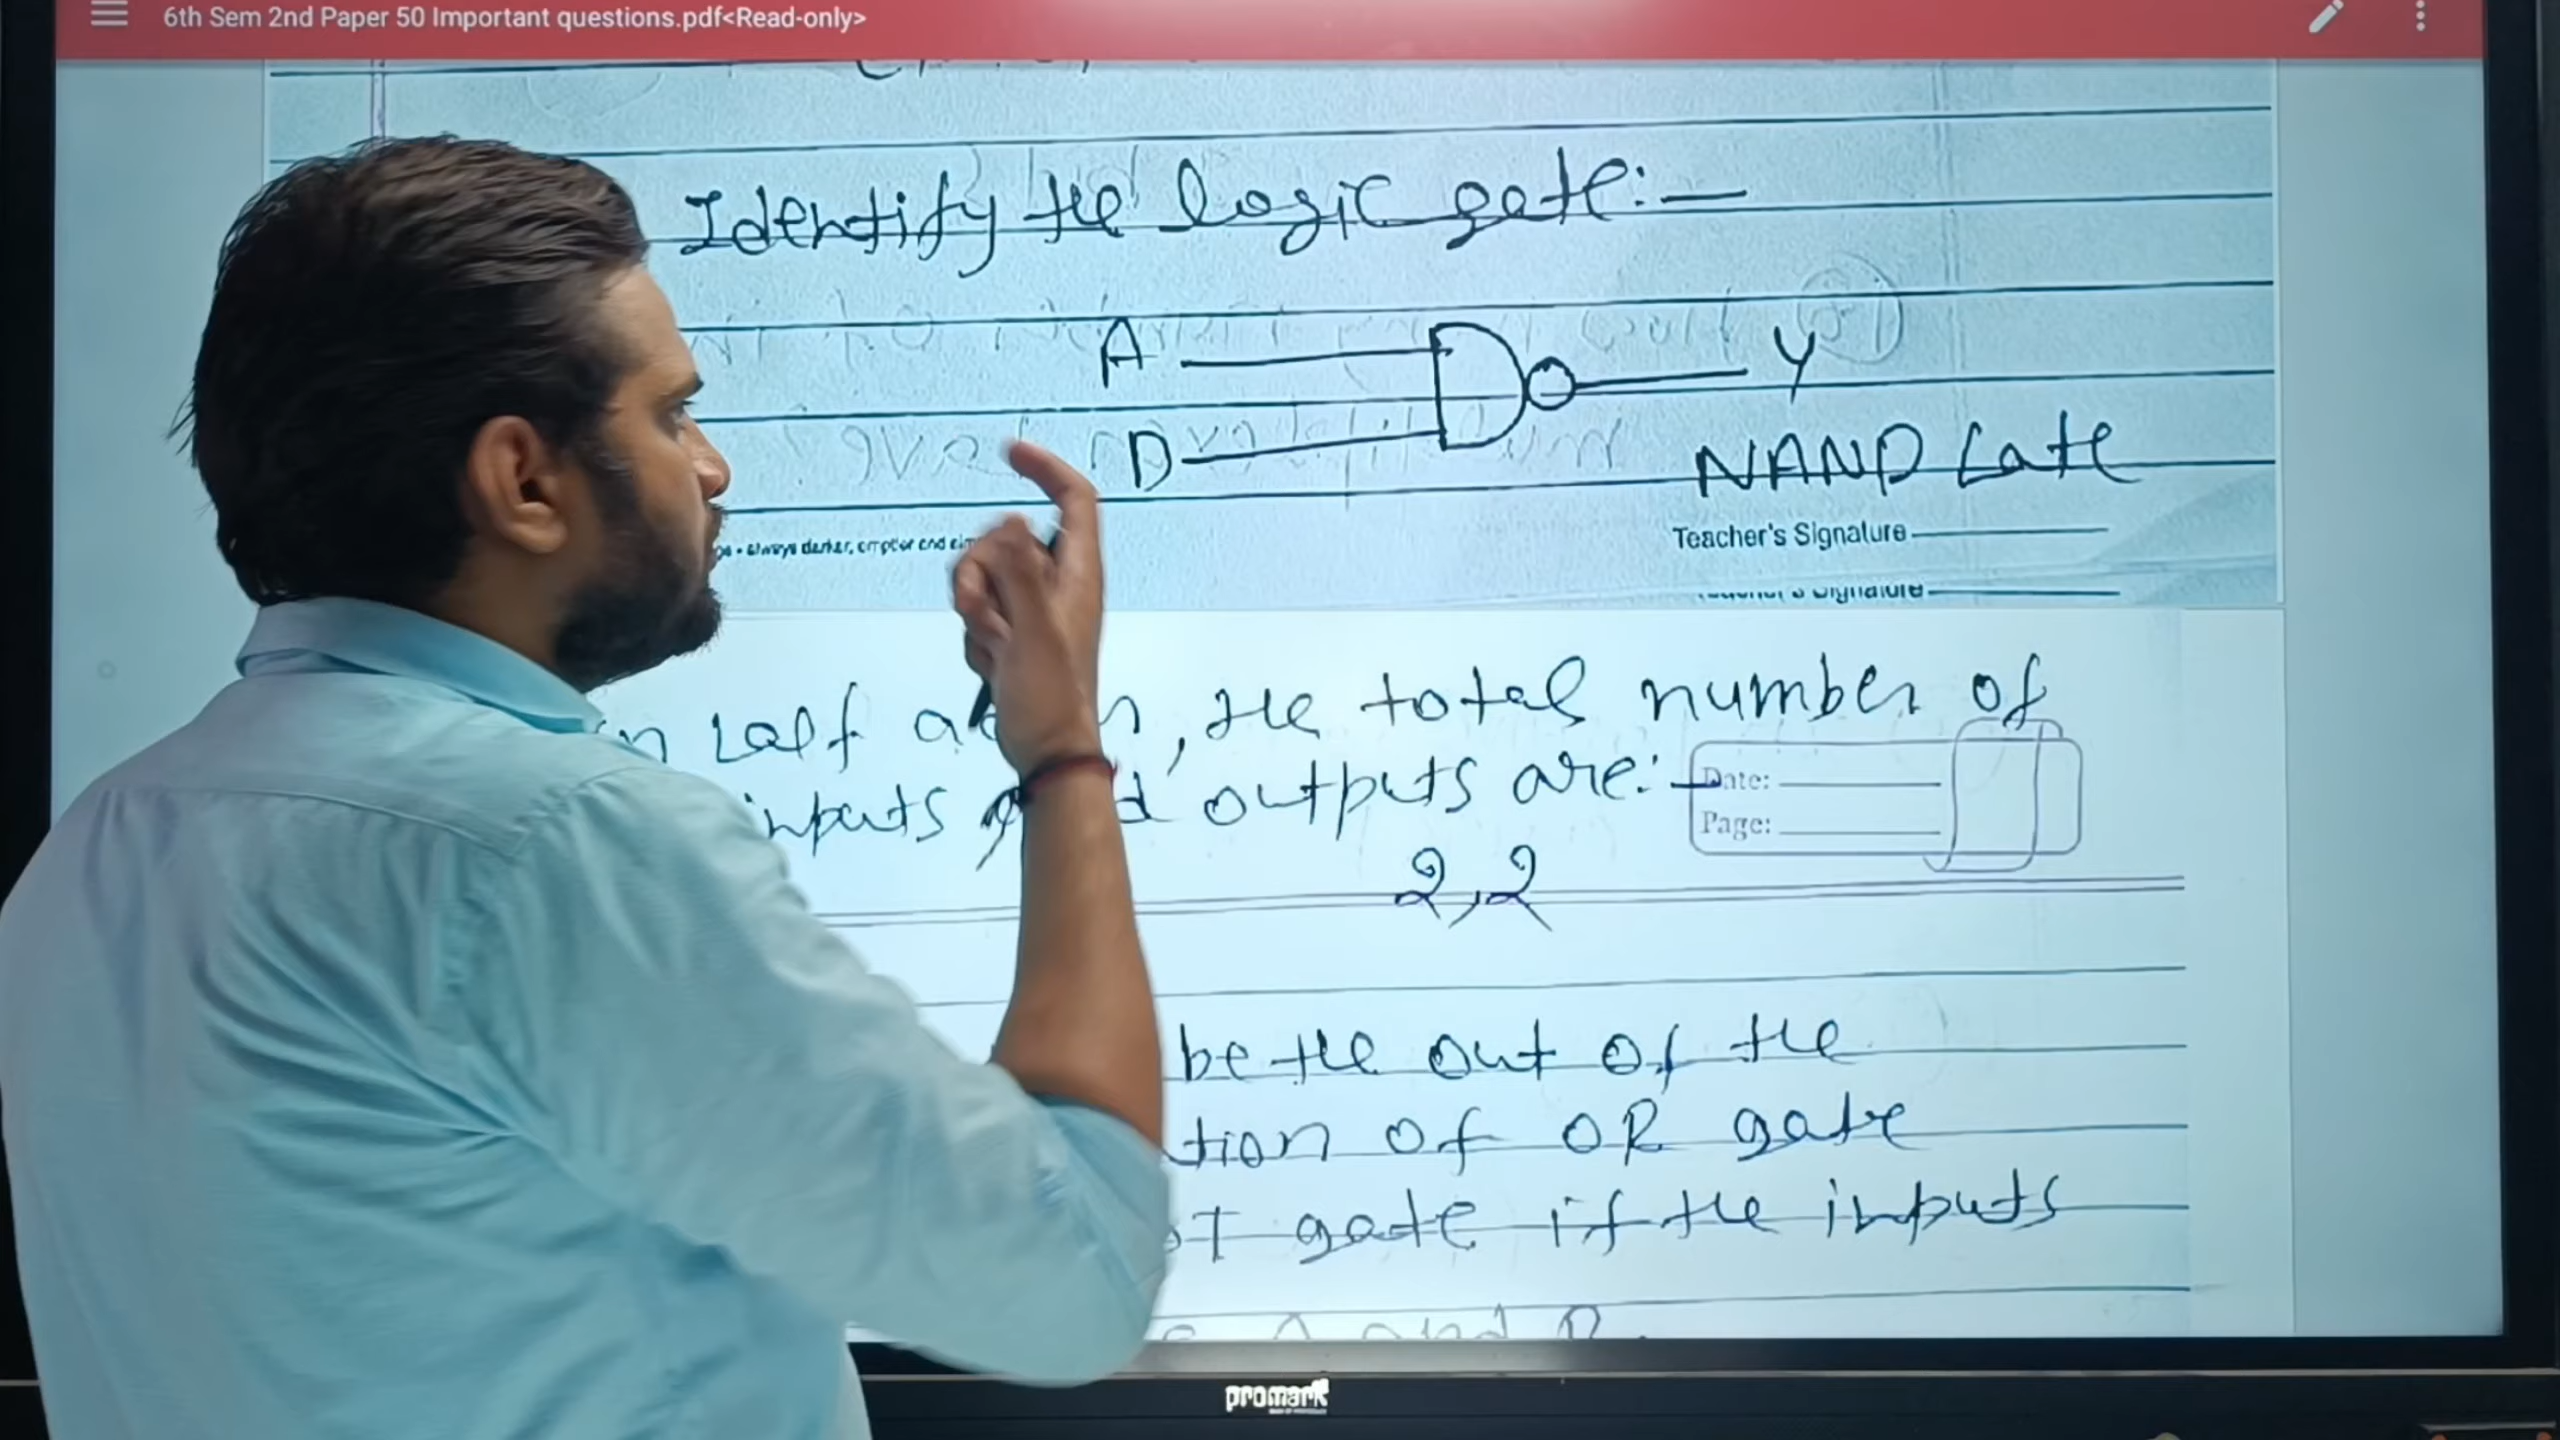 6th Sem 2nd Paper 50 Important questions.pdf<Read-only>
Identify the logic gate:-
A
Y
D
NAND Gate
Teacher's Signature
Teacher's Signature
half, the total number of
inputs outputs are:-
Date:
Page:
2,2
be the out of the
tion of OR gate
gate if the inputs
promark